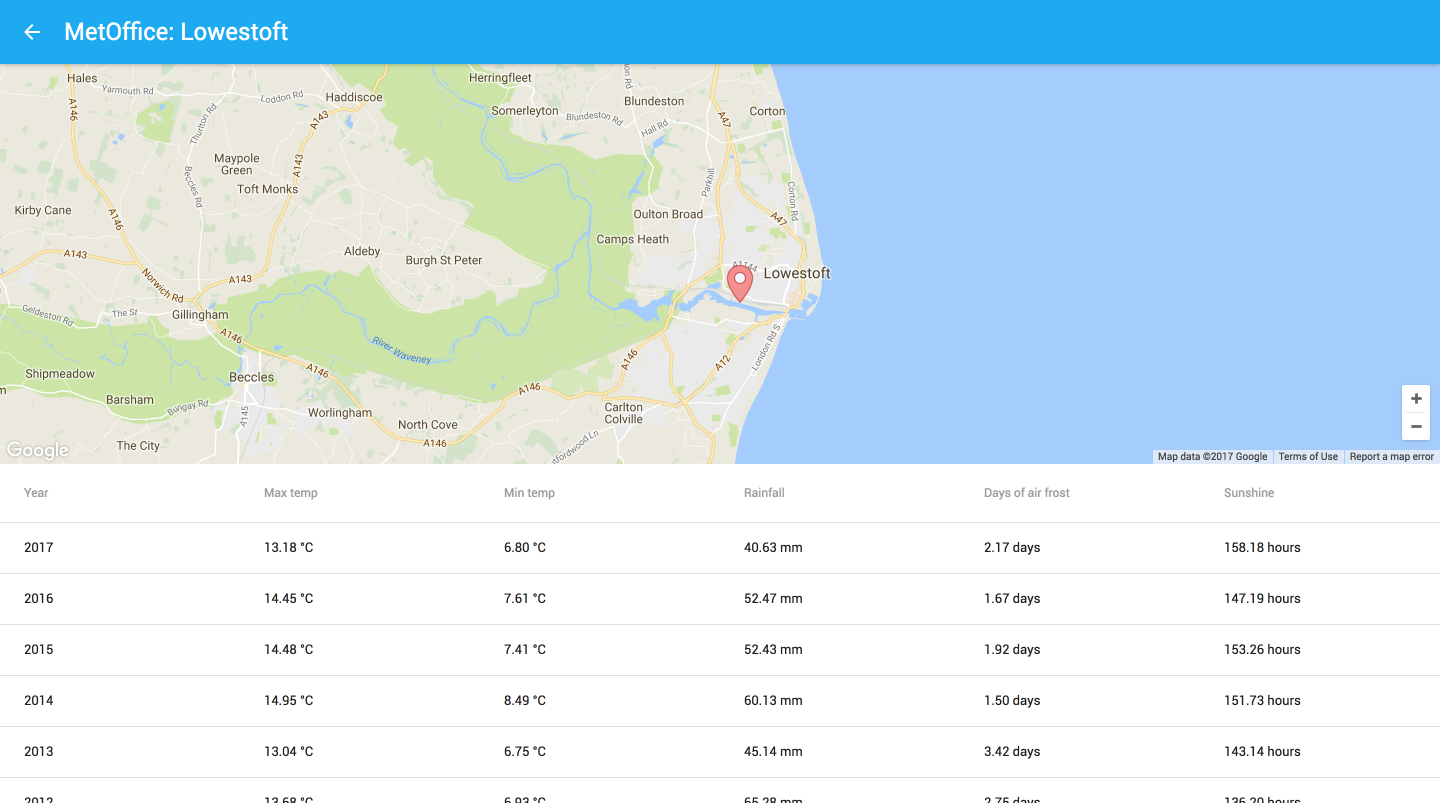 MetOffice: Lowestoft
Hales
Yarmouth Rd
A146
Loddon Rd
Haddiscoe
A143
Thurlton Rd
Herringfleet
Somerleyton
Blundeston
Blundeston Rd
Hall Rd
on Rd
A47
Corton
Maypole
Green
A143
Toft Monks
Beccles Rd
Parkhill
Corton Rd
Kirby Cane
A146
Oulton Broad
A47
Camps Heath
A143
Aldeby
Burgh St Peter
A1144
Lowestoft
Norwich Rd
A143
Geldeston Rd
The St
Gillingham
A146
River Waveney
London Rd S
A146
A12
Shipmeadow
Beccles
A146
A146
Barsham
Bungay Rd
A145
Worlingham
North Cove
A146
Carlton
Colville
The City
Google
Map data ©2017 Google
Terms of Use
Report a map error
Year Max temp Min temp Rainfall Days of air frost Sunshine
2017 13.18 °C 6.80 °C 40.63 mm 2.17 days 158.18 hours
2016 14.45 °C 7.61 °C 52.47 mm 1.67 days 147.19 hours
2015 14.48 °C 7.41 °C 52.43 mm 1.92 days 153.26 hours
2014 14.95 °C 8.49 °C 60.13 mm 1.50 days 151.73 hours
2013 13.04 °C 6.75 °C 45.14 mm 3.42 days 143.14 hours
2012 13.68 °C 6.93 °C 65.28 mm 2.75 days 136.20 hours